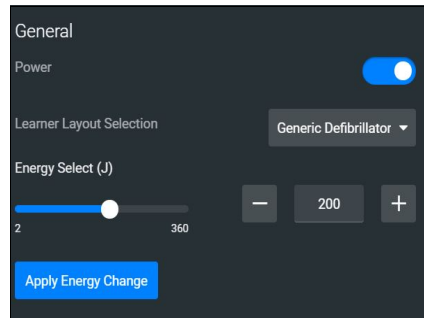 General
Power
Learner Layout Selection
Generic Defibrillator
Energy Select (J)
200
2
360
Apply Energy Change